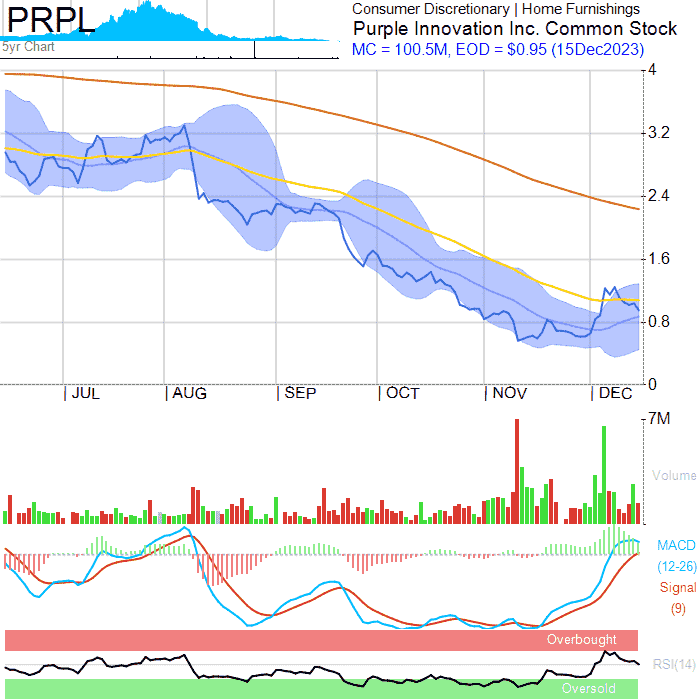 PRPL
5yr Chart
Consumer Discretionary | Home Furnishings
Purple Innovation Inc. Common Stock
MC = 100.5M, EOD = $0.95 (15Dec2023)
4
3.2
2.4
1.6
0.8
0
| JUL | AUG | SEP | OCT | NOV | DEC
7M
Volume
MACD
(12-26)
Signal
(9)
Overbought
RSI(14)
Oversold